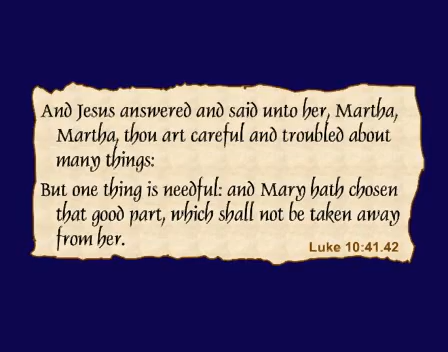 And Jesus answered and said unto her, Martha,
Martha, thou art careful and troubled about
many things:
But one thing is needful: and Mary hath chosen
that good part, which shall not be taken away
from her.
Luke 10:41.42